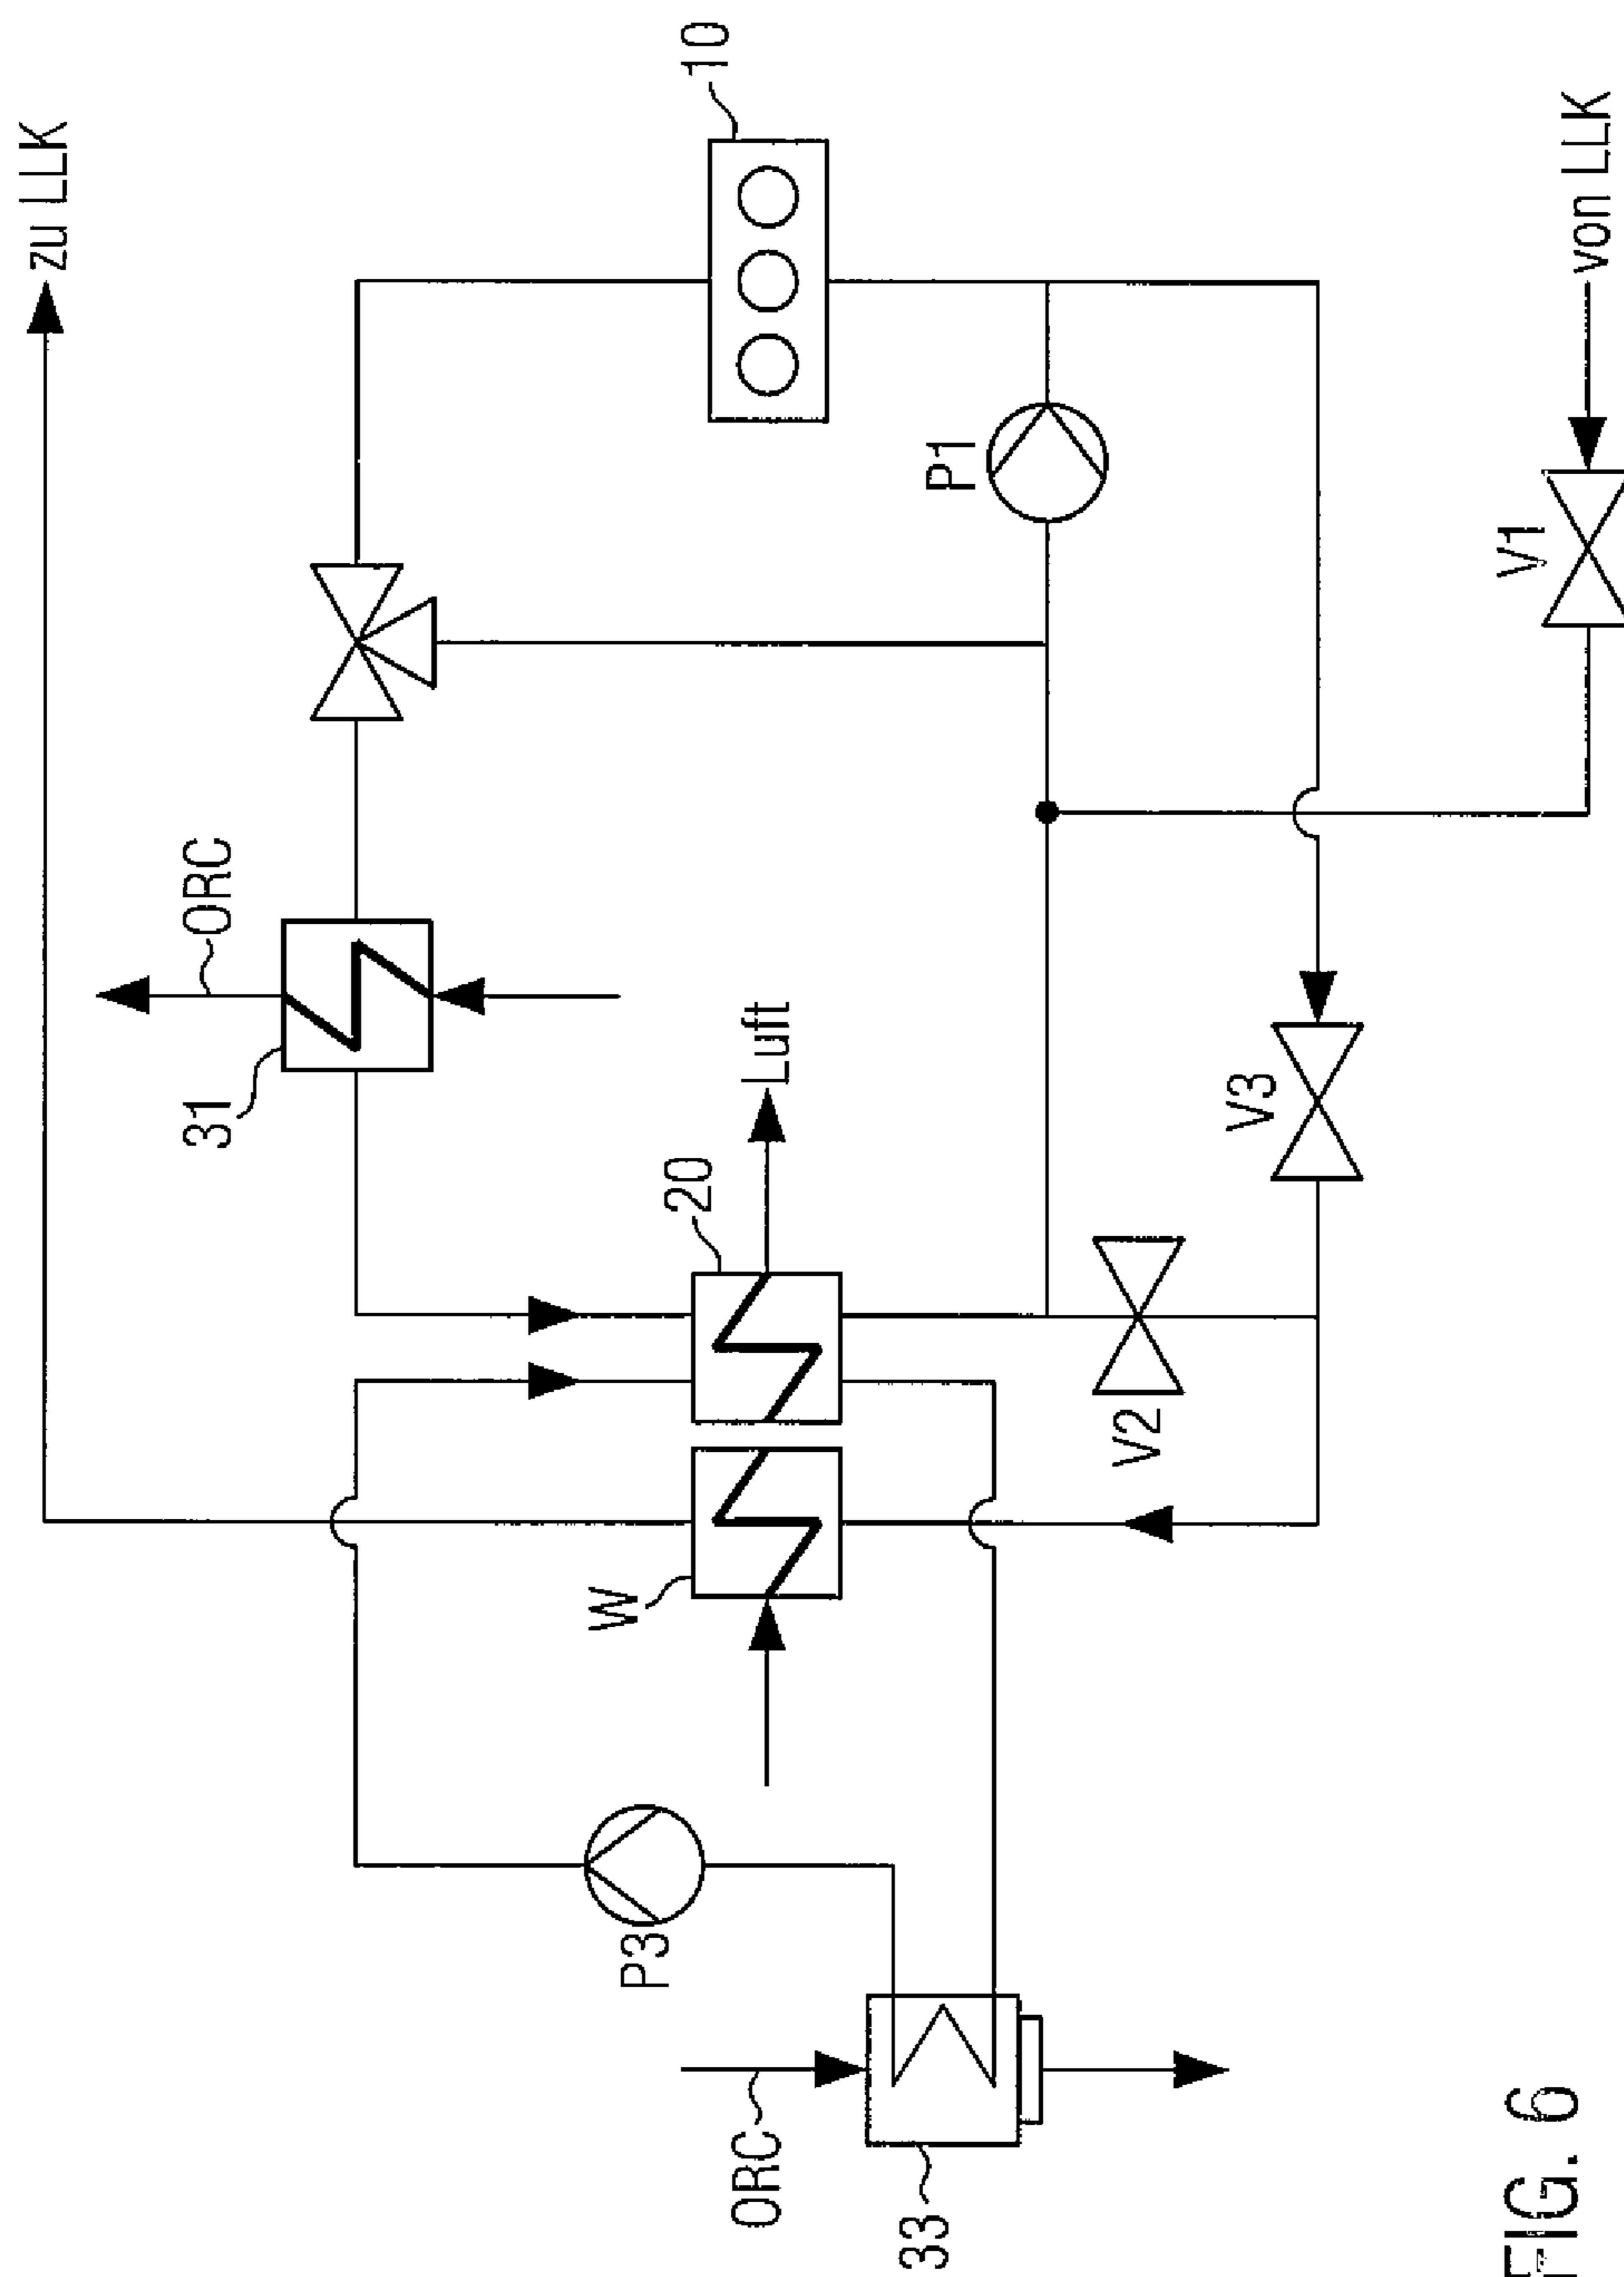 zu LLK
10
ORC
31
P1
von LLK
V1
Luft
20
V3
W
V2
P3
ORC
33
FIG. 6